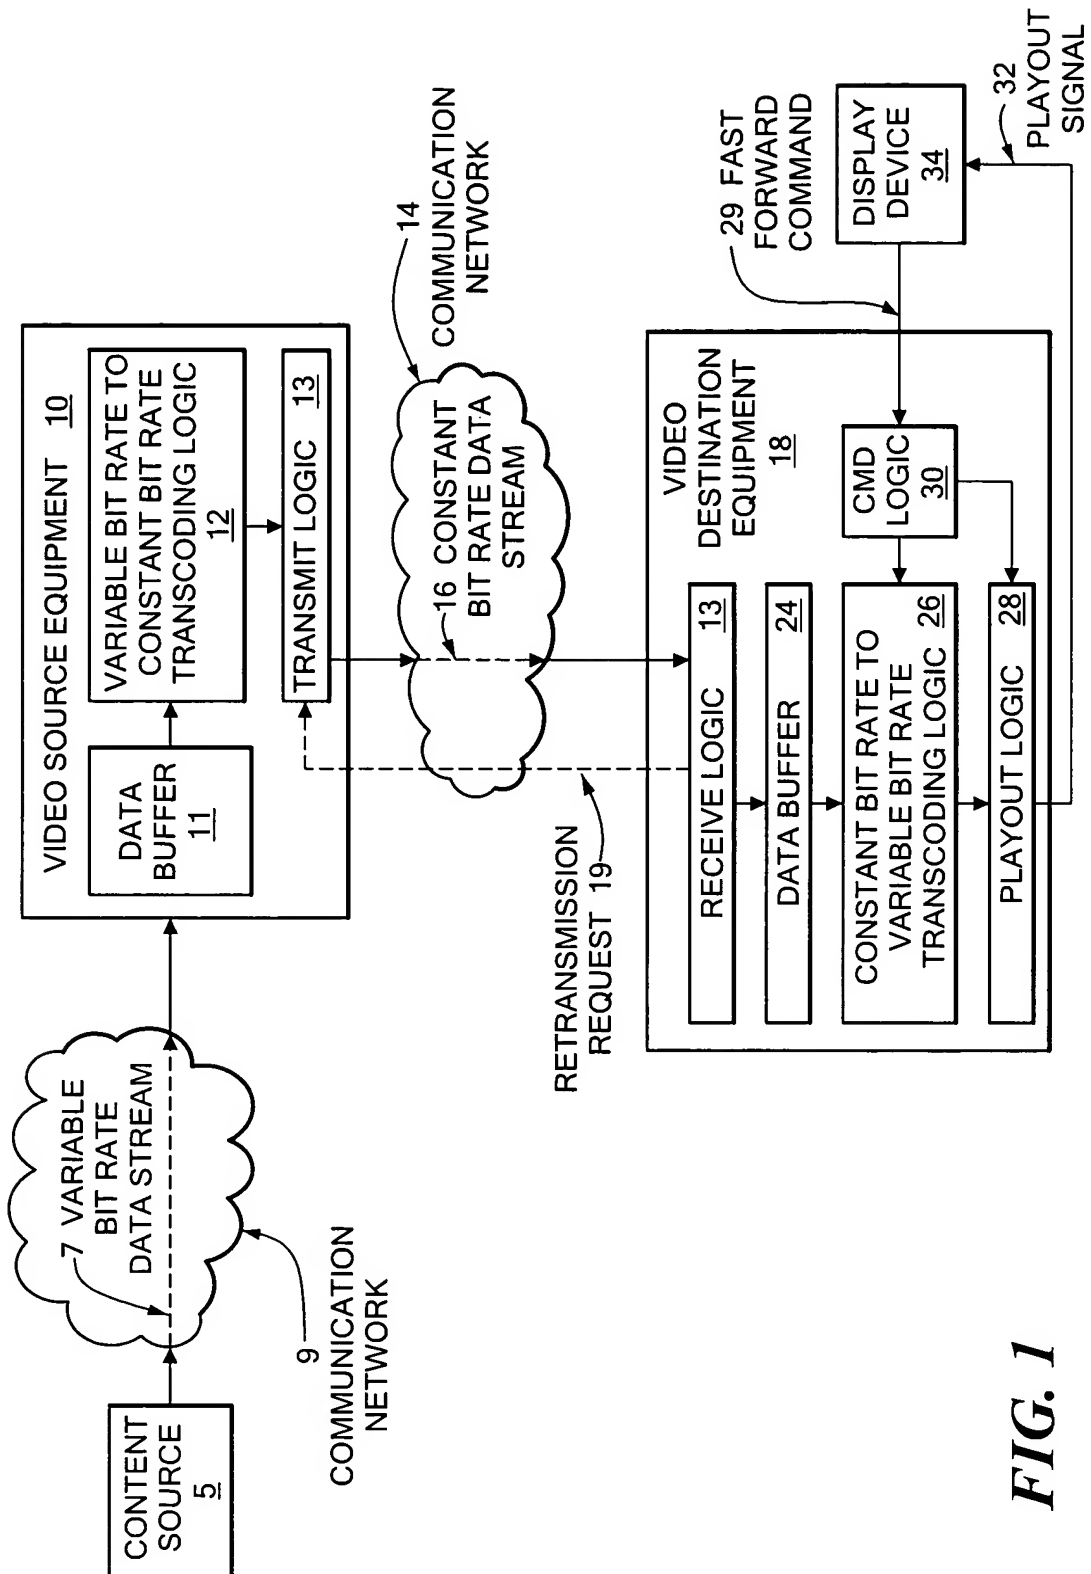 CONTENT
SOURCE
5
7 VARIABLE
BIT RATE
DATA STREAM
9
COMMUNICATION
NETWORK
VIDEO SOURCE EQUIPMENT 10
DATA
BUFFER
11
VARIABLE BIT RATE TO
CONSTANT BIT RATE
TRANSCODING LOGIC
12
TRANSMIT LOGIC 13
14
COMMUNICATION
NETWORK
16 CONSTANT
BIT RATE DATA
STREAM
RETRANSMISSION
REQUEST 19
VIDEO
DESTINATION
EQUIPMENT
18
RECEIVE LOGIC 13
DATA BUFFER 24
CONSTANT BIT RATE TO
VARIABLE BIT RATE
TRANSCODING LOGIC 26
PLAYOUT LOGIC 28
CMD
LOGIC
30
29 FAST
FORWARD
COMMAND
DISPLAY
DEVICE
34
32
PLAYOUT
SIGNAL
FIG. 1